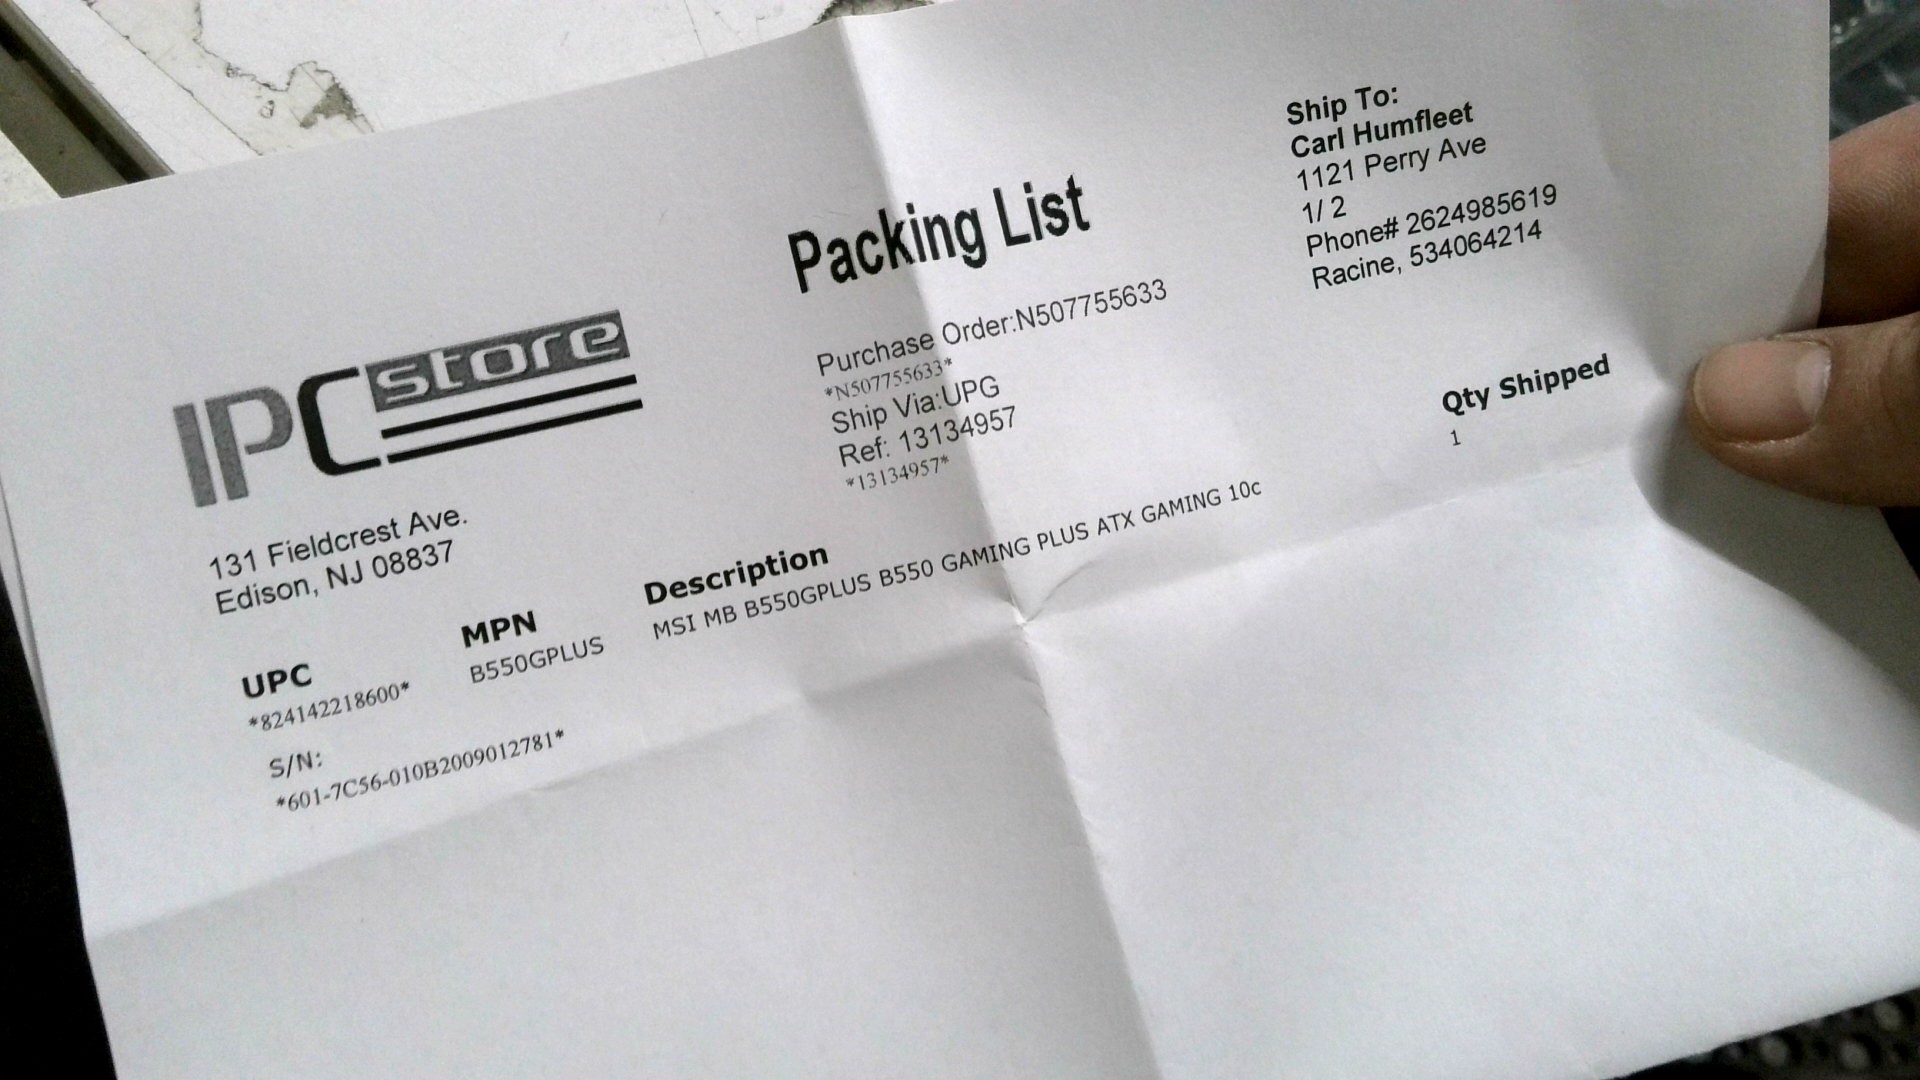 IPC store
131 Fieldcrest Ave.
Edison, NJ 08837
Packing List
Purchase Order:N507755633
*N507755633*
Ship Via:UPG
Ref: 13134957
*13134957*
Ship To:
Carl Humfleet
1121 Perry Ave
1/ 2
Phone# 2624985619
Racine, 534064214
UPC MPN Description Qty Shipped
*824142218600* B550GPLUS MSI MB B550GPLUS B550 GAMING PLUS ATX GAMING 10c 1
S/N:
*601-7C56-010B2009012781*